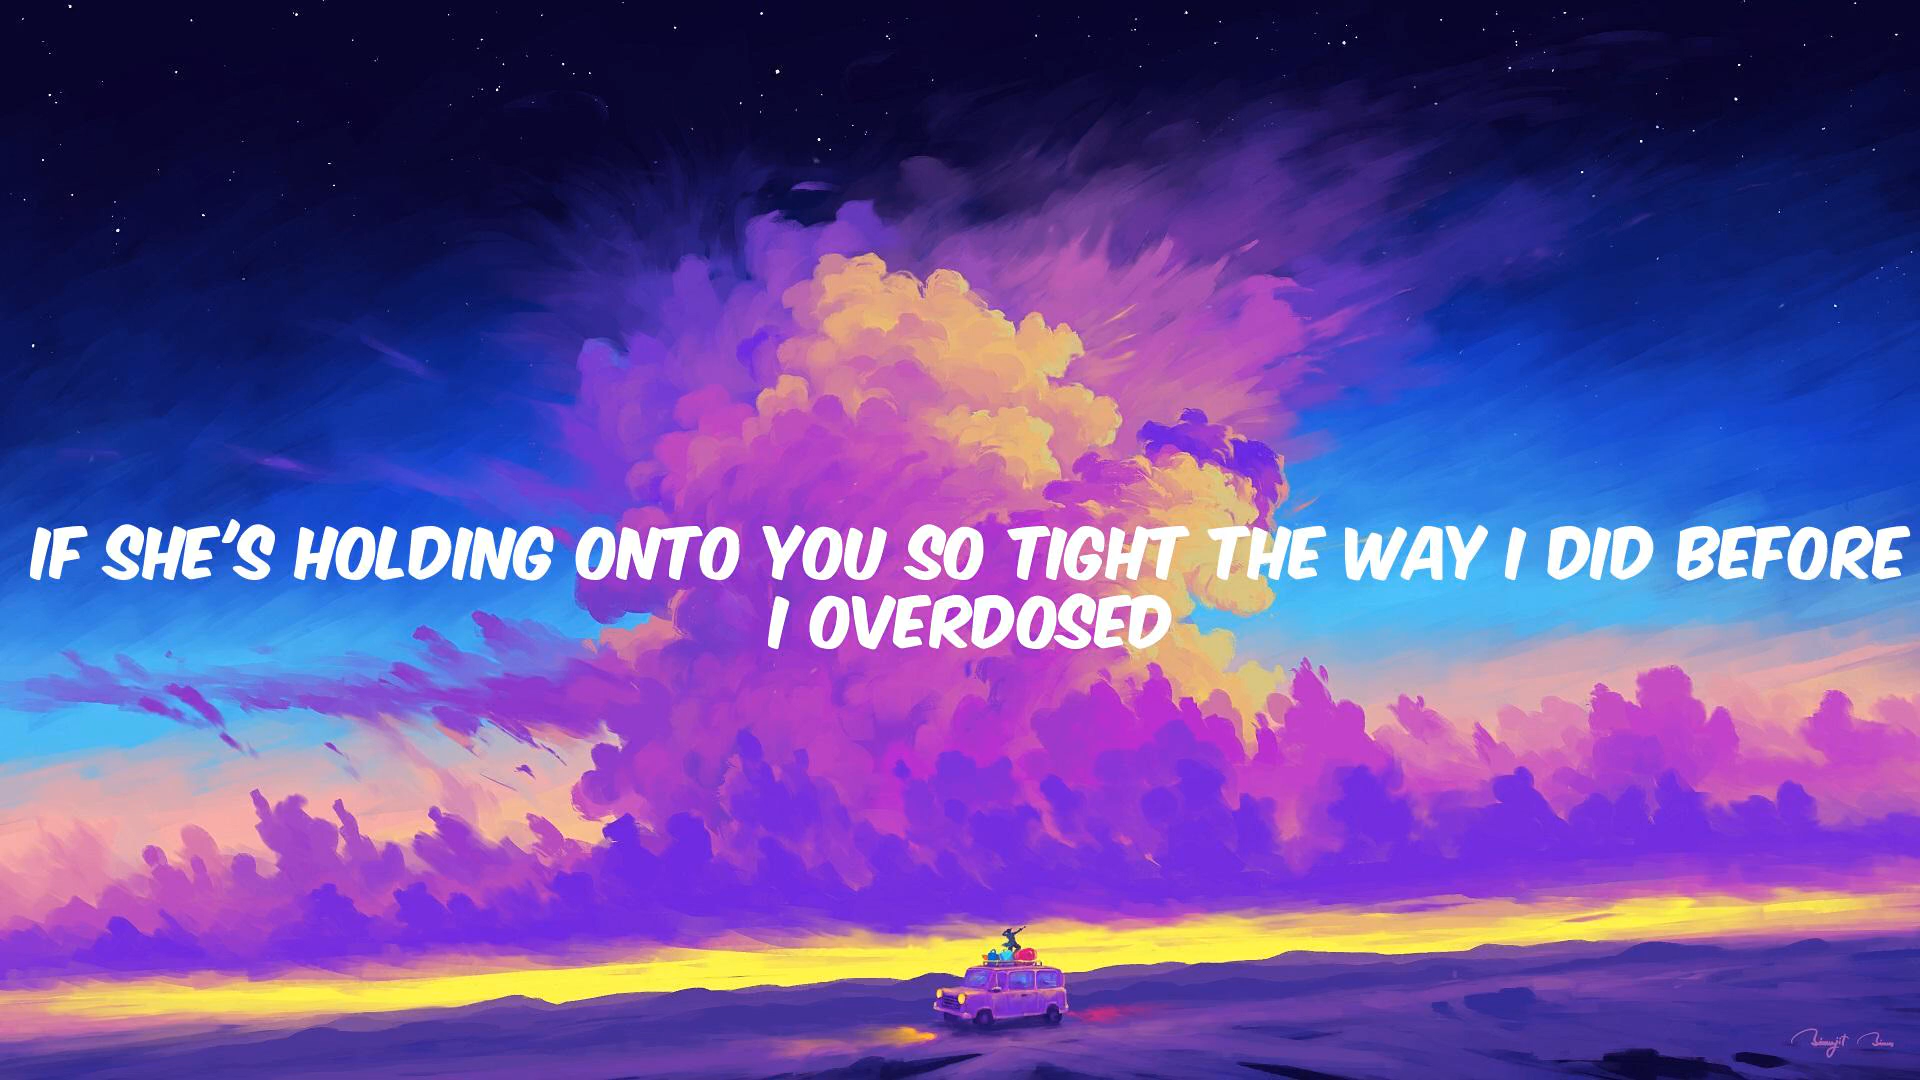 IF SHE'S HOLDING ONTO YOU SO TIGHT THE WAY I DID BEFORE
I OVERDOSED